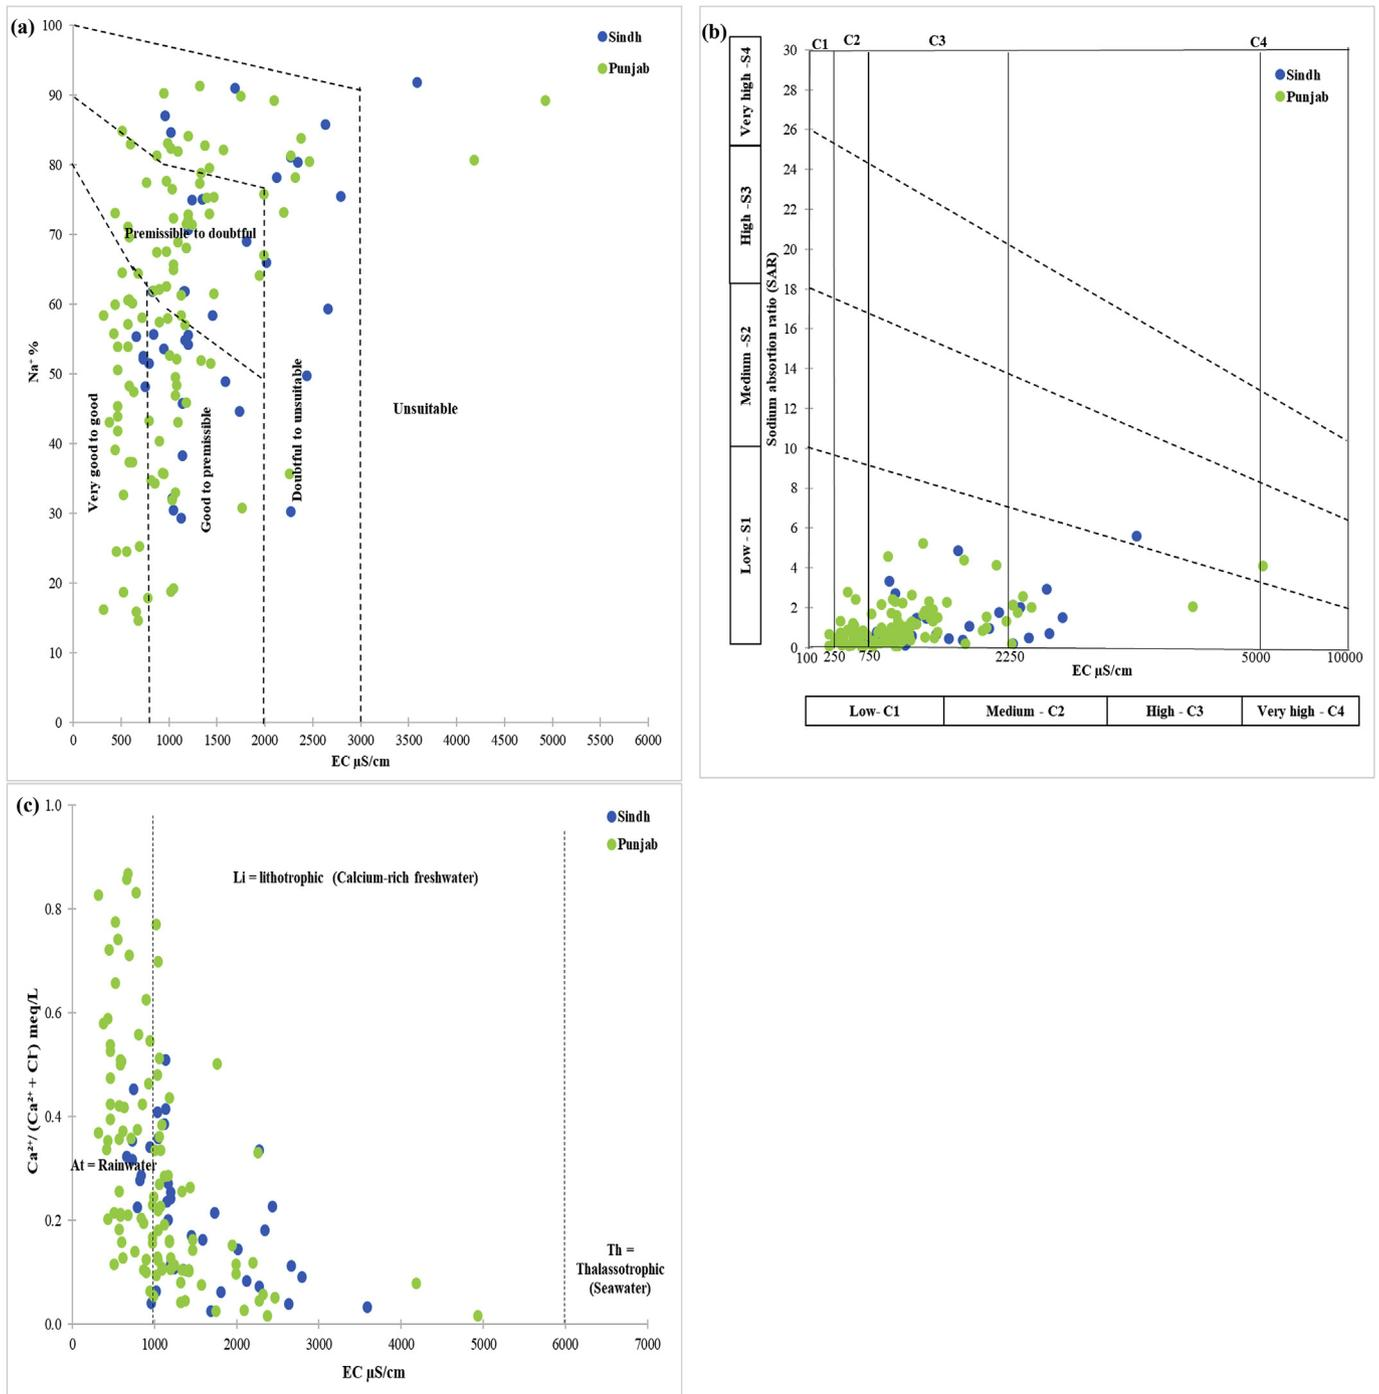 (a)
Sindh
Punjab
100
90
80
70
60
50
40
30
20
10
0
Na⁺ %
Premissible to doubtful
Very good to good
Good to premissible
Doubtful to unsuitable
Unsuitable
0 500 1000 1500 2000 2500 3000 3500 4000 4500 5000 5500 6000
EC µS/cm
(b)
Very high -S4
High -S3
Medium -S2
Low - S1
Sodium absortion ratio (SAR)
C1 C2 C3 C4
Sindh
Punjab
30
28
26
24
22
20
18
16
14
12
10
8
6
4
2
0
100 250 750 2250 5000 10000
EC µS/cm
Low- C1 Medium - C2 High - C3 Very high - C4
(c)
Sindh
Punjab
1.0
0.8
0.6
0.4
0.2
0.0
Ca²⁺/ (Ca²⁺ + Cl⁻) meq/L
Li = lithotrophic (Calcium-rich freshwater)
At = Rainwater
Th =
Thalassotrophic
(Seawater)
0 1000 2000 3000 4000 5000 6000 7000
EC µS/cm